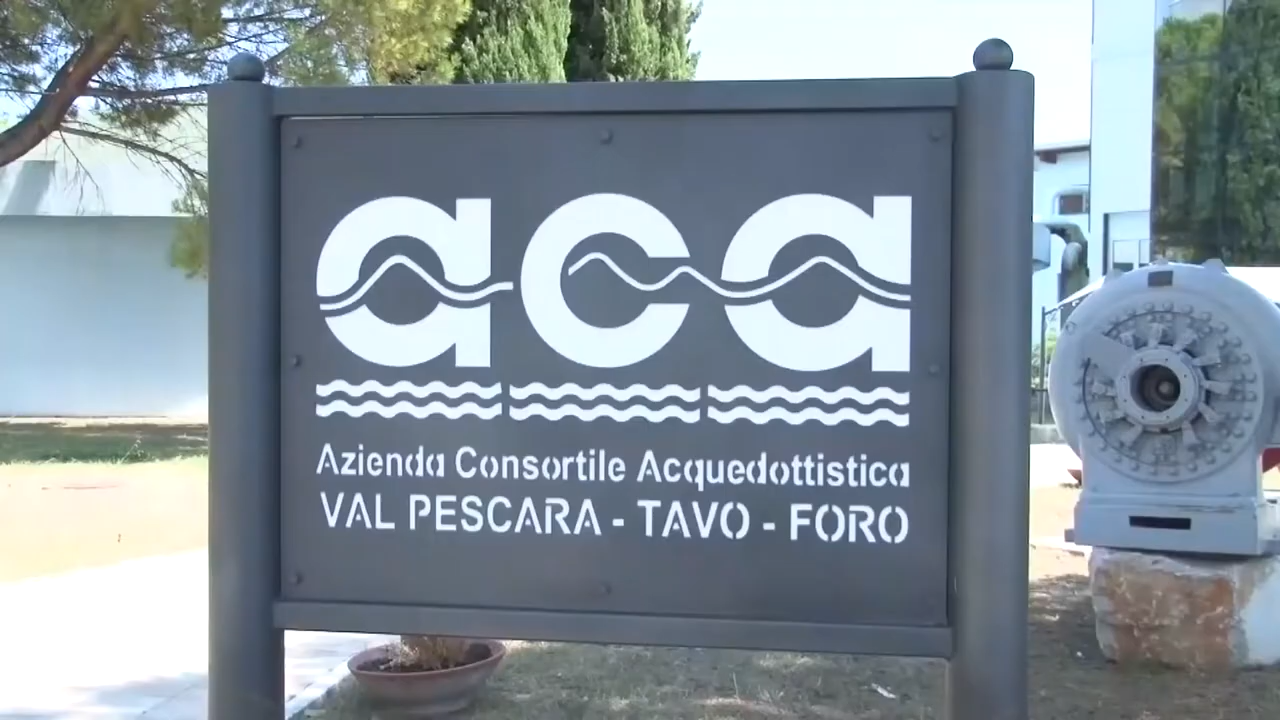 aca
Azienda Consortile Acquedottistica
VAL PESCARA - TAVO - FORO